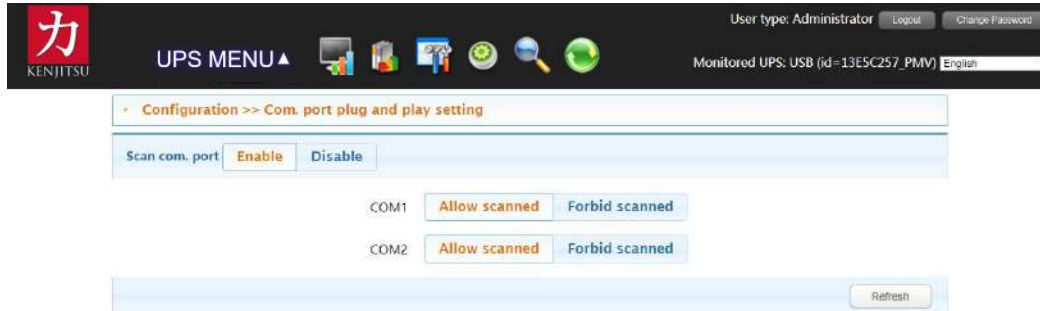 User type: Administrator Logout Change Password
力
KENJITSU
UPS MENU▲
Monitored UPS: USB (id=13E5C257_PMV) English
Configuration >> Com. port plug and play setting
Scan com. port Enable Disable
COM1 Allow scanned Forbid scanned
COM2 Allow scanned Forbid scanned
Refresh